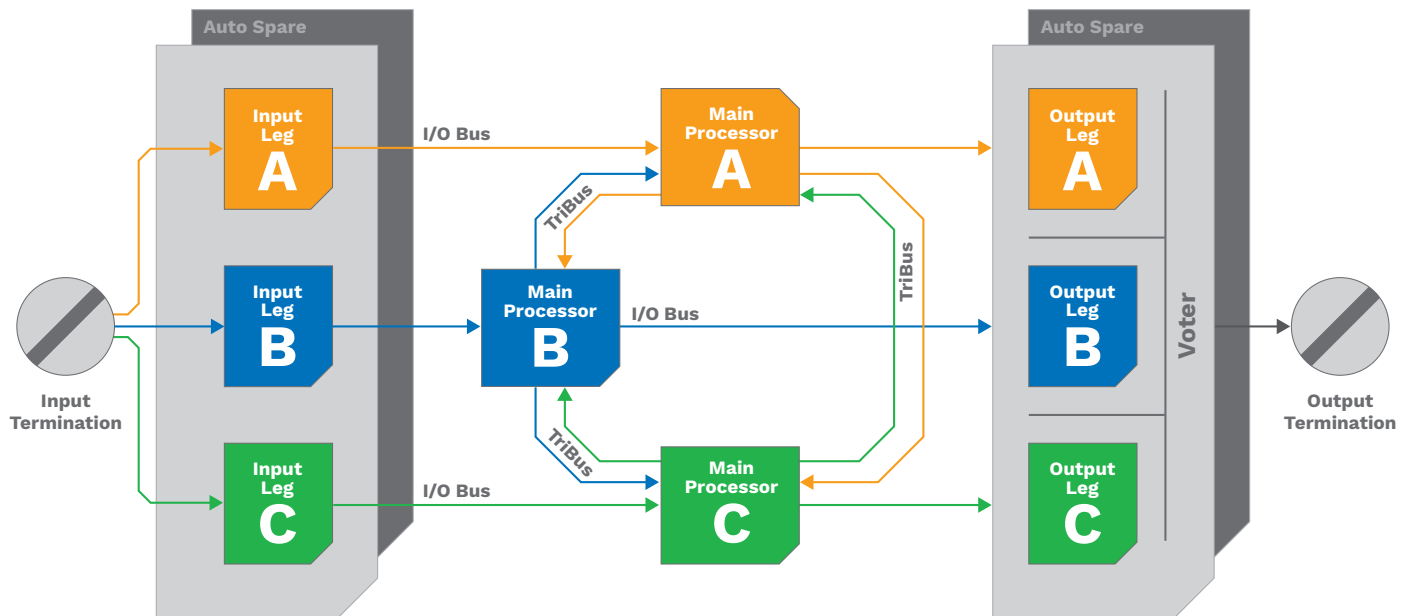 Auto Spare
Auto Spare
Input
Leg
A
I/O Bus
Main
Processor
A
Output
Leg
A
TriBus
TriBus
Input
Leg
B
Main
Processor
B
I/O Bus
Output
Leg
B
Voter
Input
Termination
Output
Termination
TriBus
Input
Leg
C
I/O Bus
Main
Processor
C
Output
Leg
C